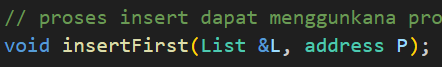 // proses insert dapat menggunkana pro
void insertFirst(List &L, address P);